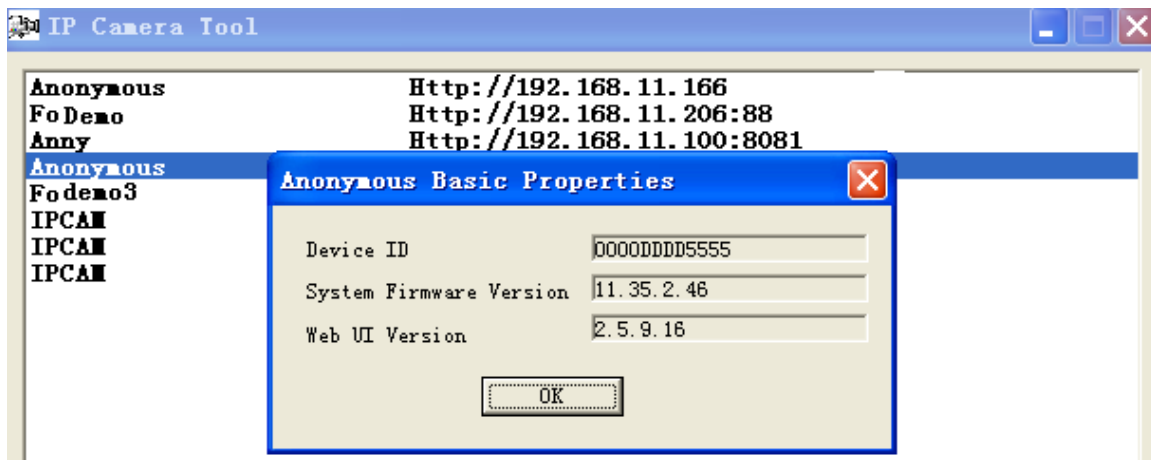 IP Camera Tool
Anonymous Http://192.168.11.166
FoDemo Http://192.168.11.206:88
Anny Http://192.168.11.100:8081
Anonymous
Fodemo3
IPCAM
IPCAM
IPCAM
Anonymous Basic Properties
Device ID 0000DDDD5555
System Firmware Version 11.35.2.46
Web UI Version 2.5.9.16
OK